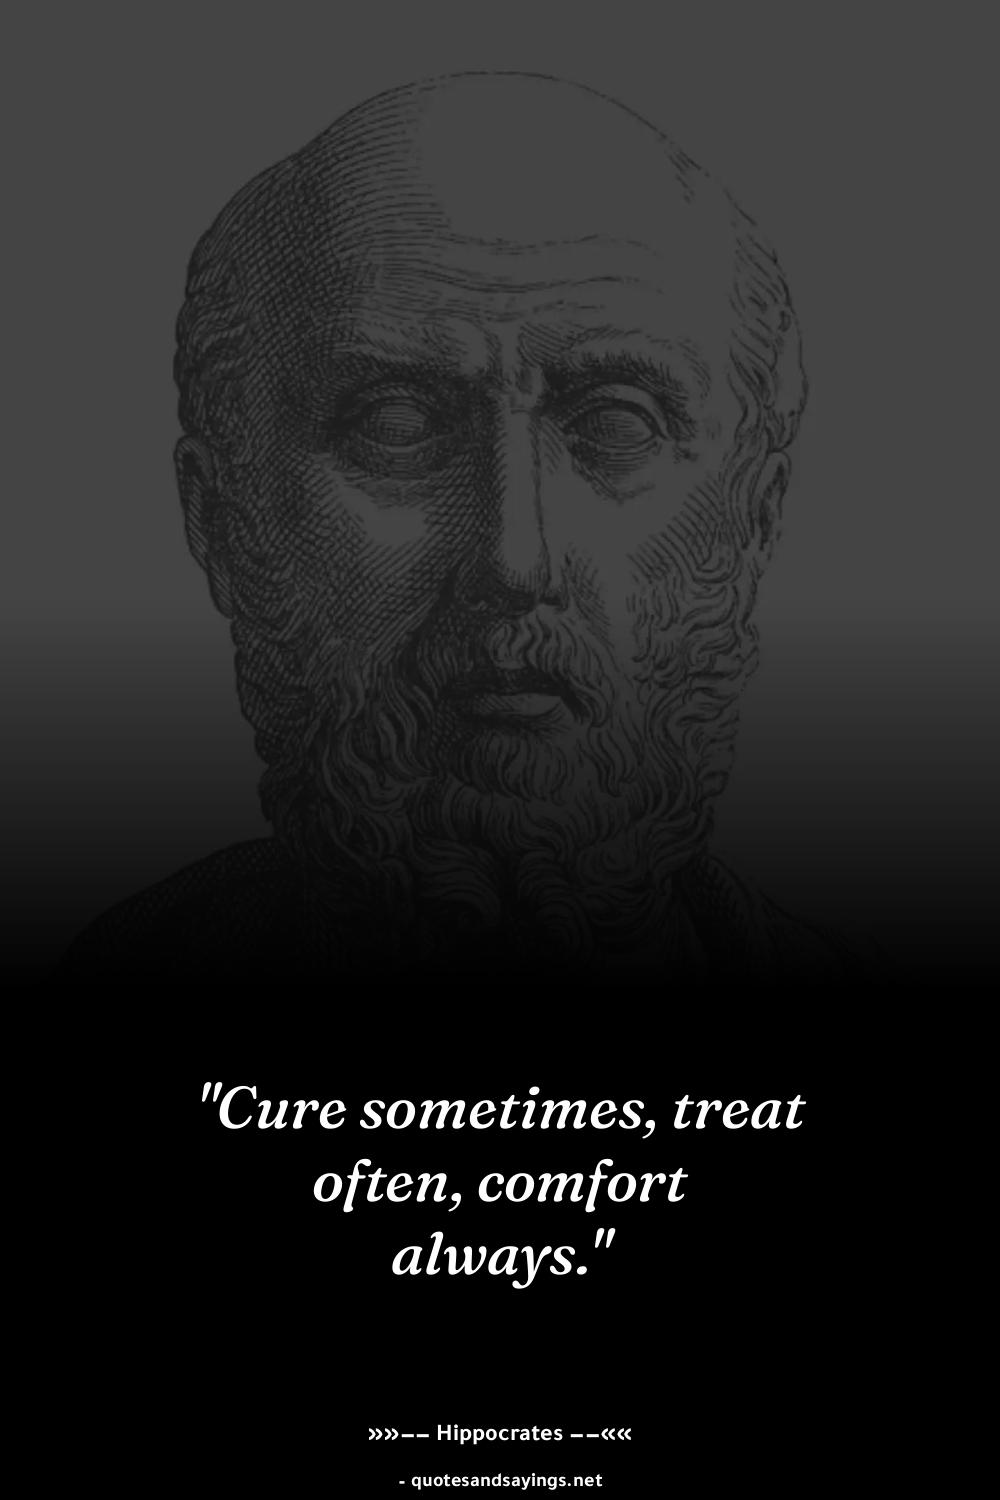 "Cure sometimes, treat
often, comfort
always."
»»−− Hippocrates −−««
- quotesandsayings.net